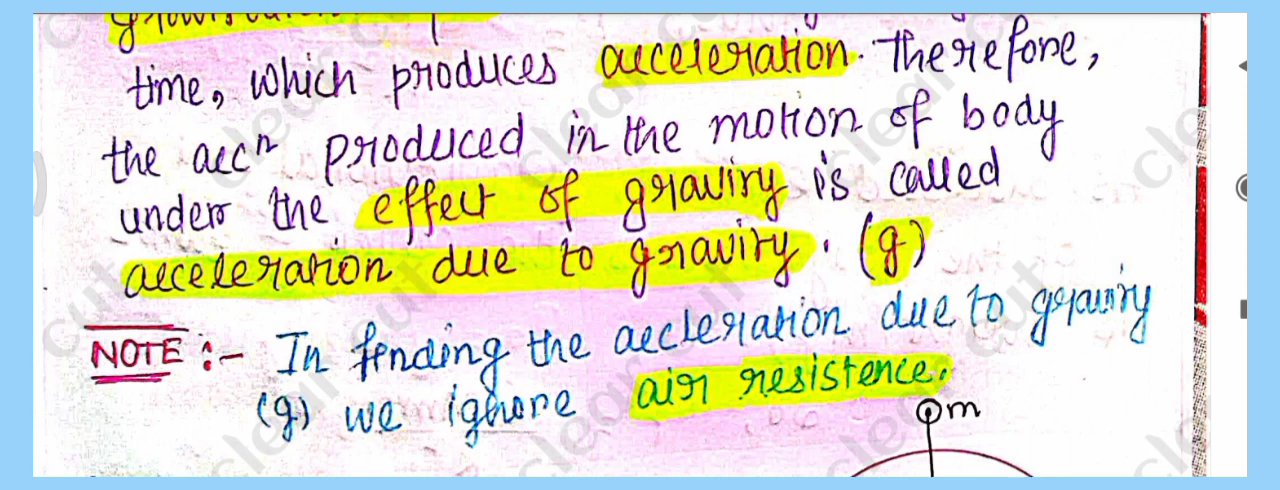 time, which produces acceleration. Therefore,
the accⁿ produced in the motion of body
under the effect of gravity is called
acceleration due to gravity. (g)
NOTE :- In finding the accleration due to gravity
(g) we ignore air resistence.
m